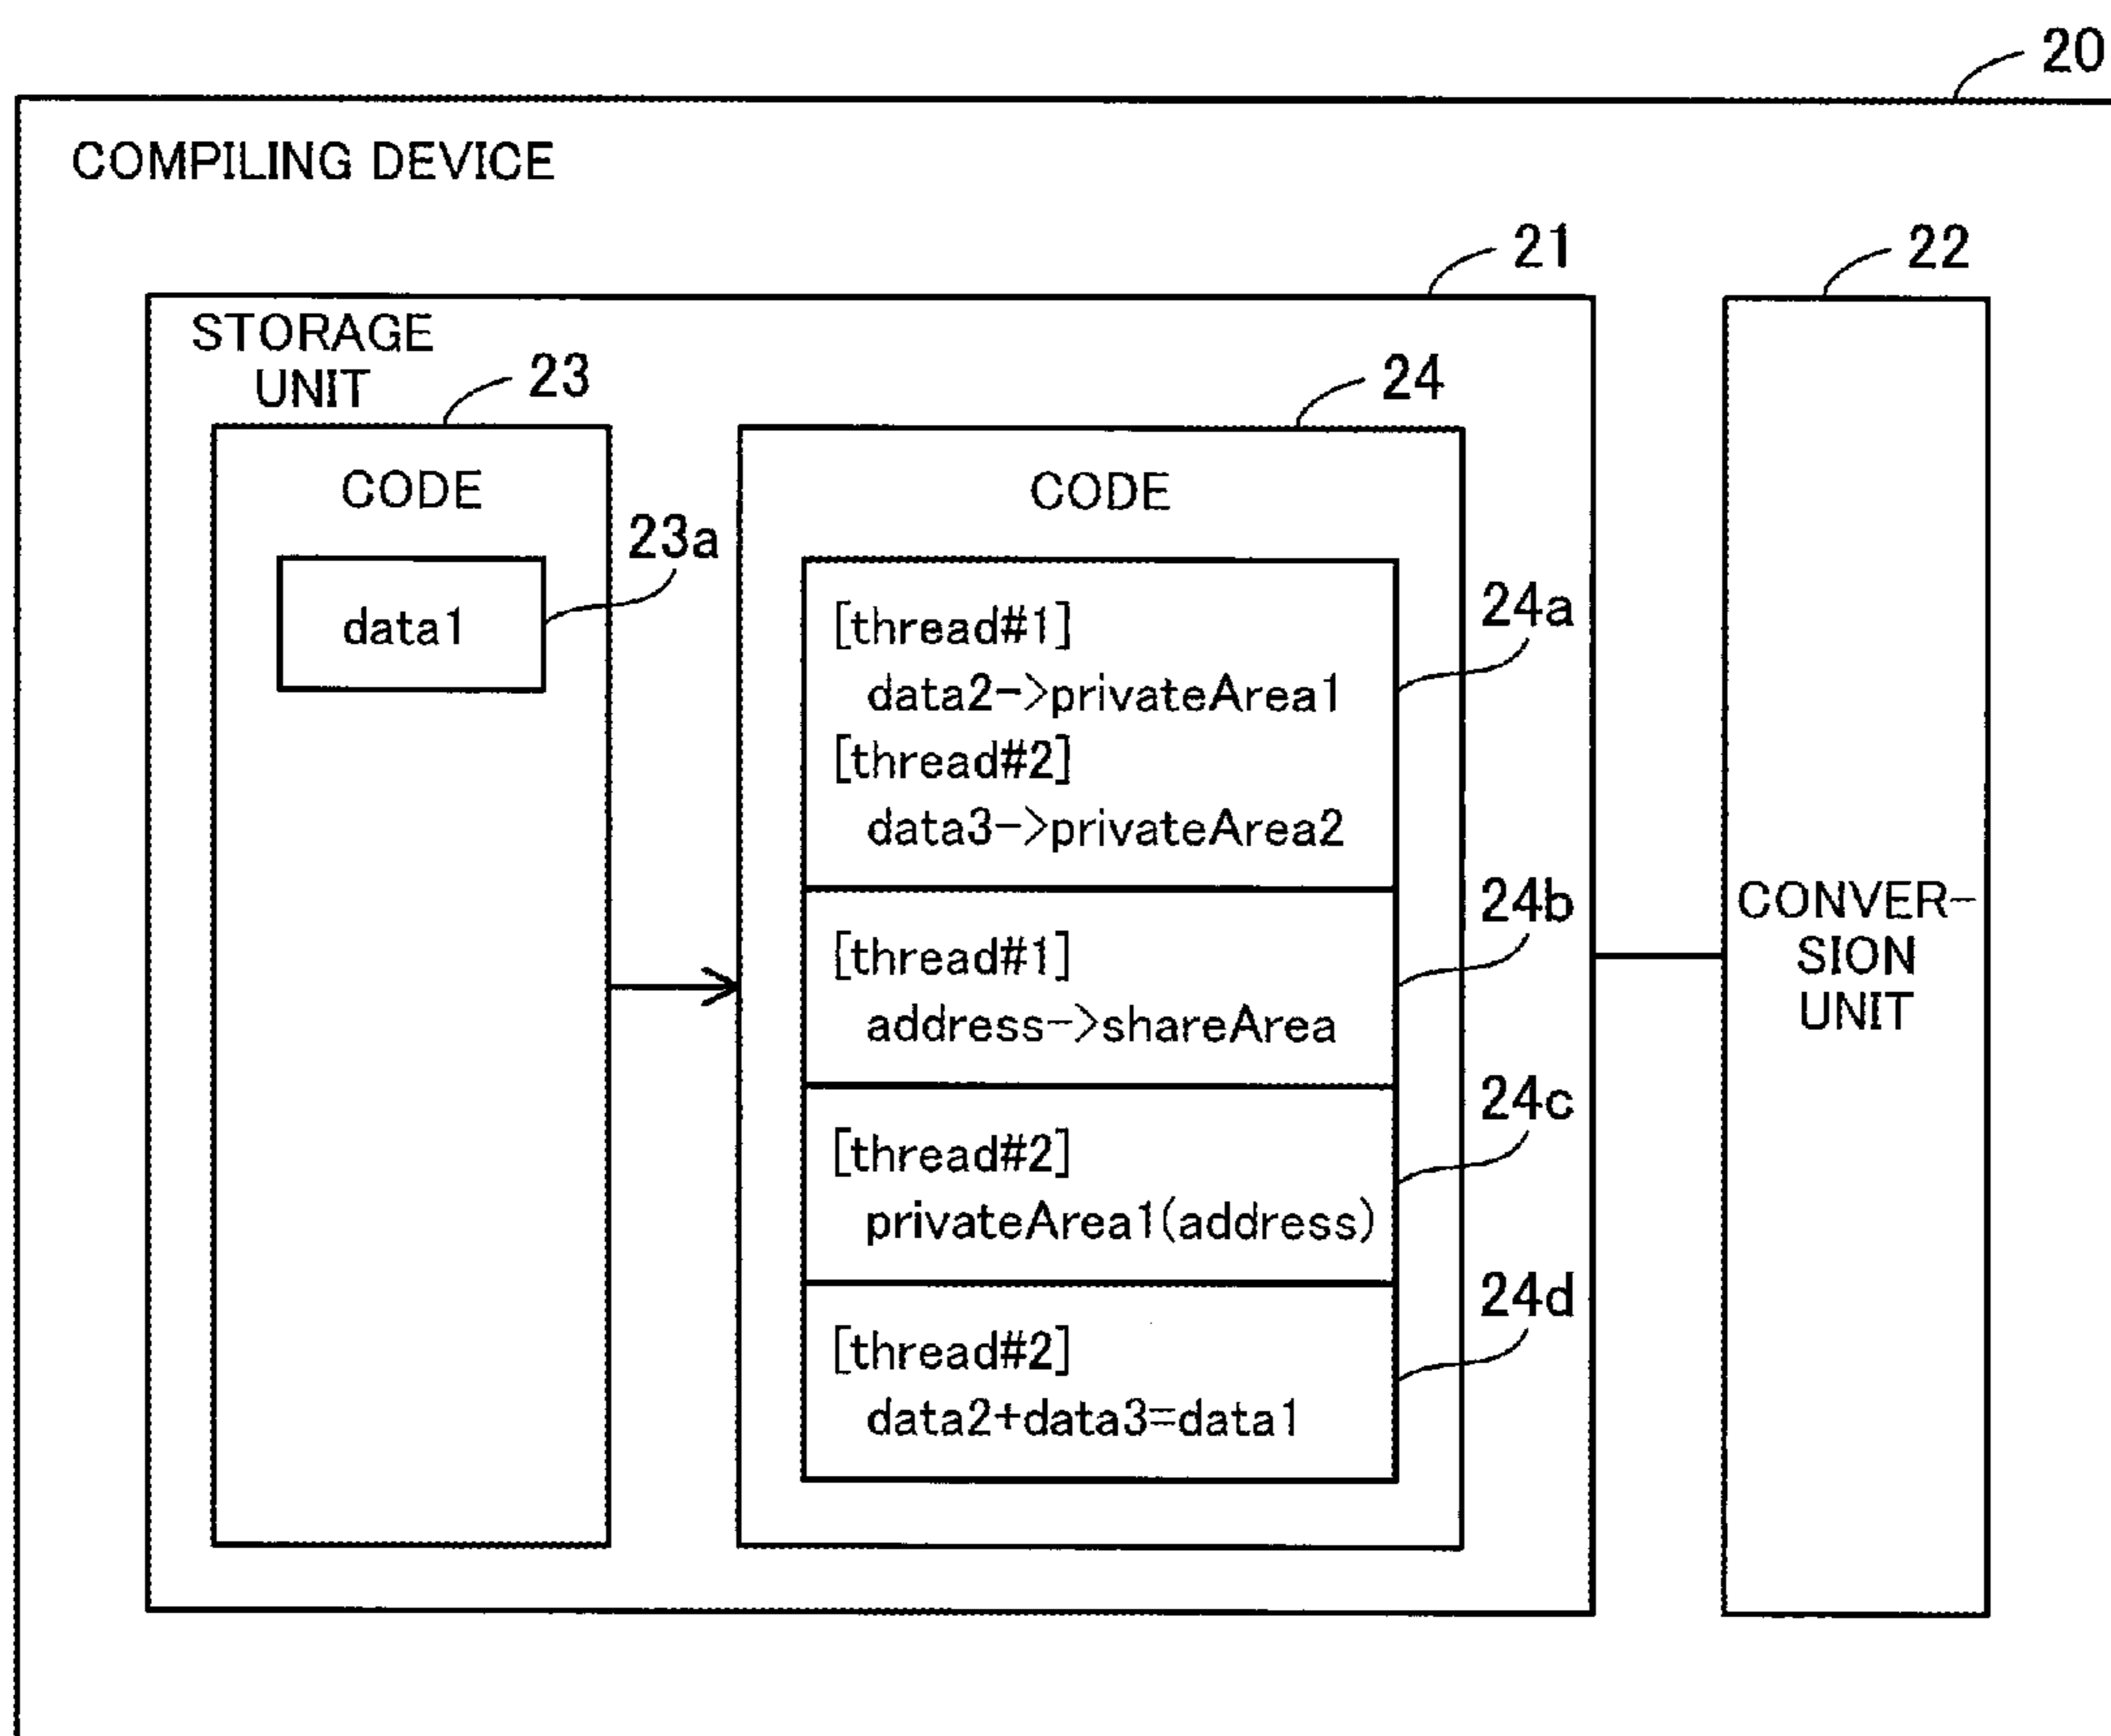 20
COMPILING DEVICE
21
22
STORAGE
UNIT
23
24
CODE
23a
data1
CODE
[thread#1]
data2->privateArea1
[thread#2]
data3->privateArea2
24a
[thread#1]
address->shareArea
24b
[thread#2]
privateArea1(address)
24c
[thread#2]
data2+data3=data1
24d
CONVER-
SION
UNIT